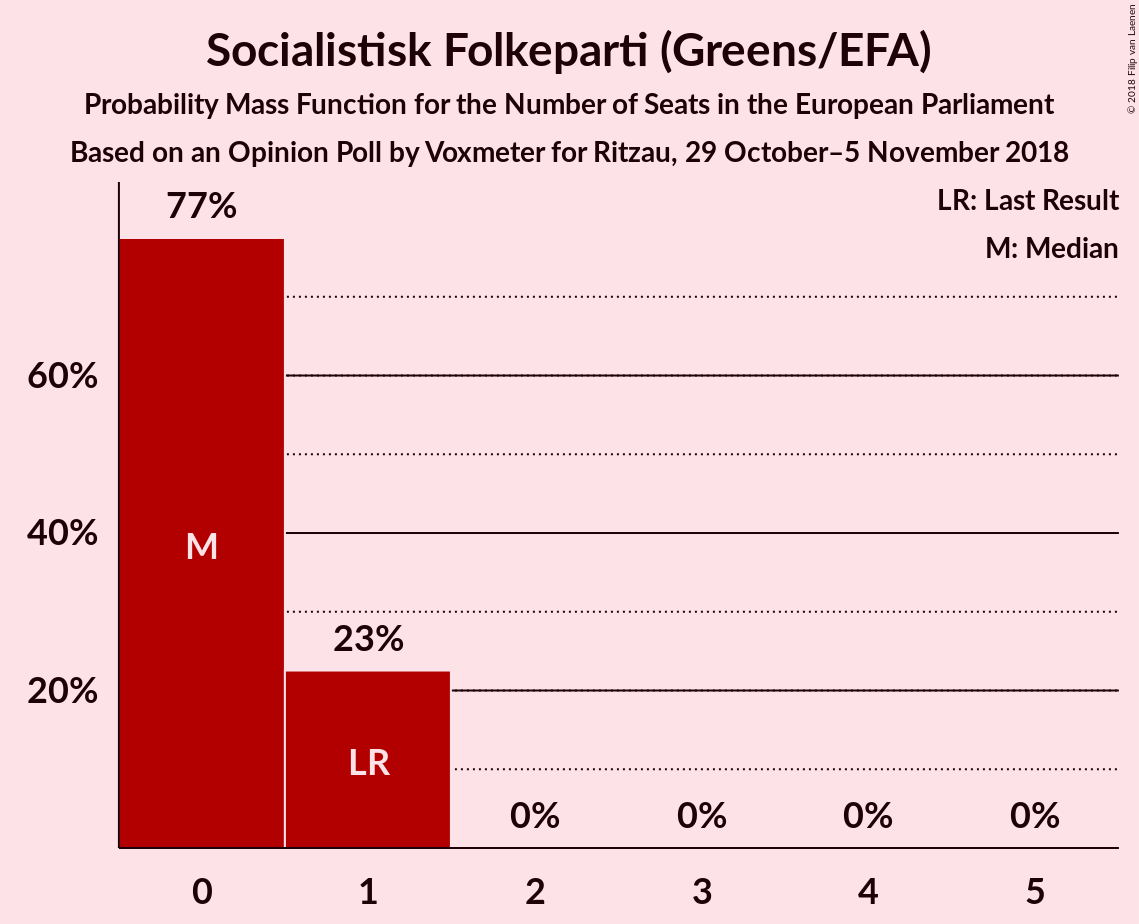 Socialistisk Folkeparti (Greens/EFA)
Probability Mass Function for the Number of Seats in the European Parliament
Based on an Opinion Poll by Voxmeter for Ritzau, 29 October–5 November 2018
© 2018 Filip van Laenen
LR: Last Result
M: Median
77%
60%
40%
M
23%
20%
LR
0% 0% 0% 0%
0 1 2 3 4 5